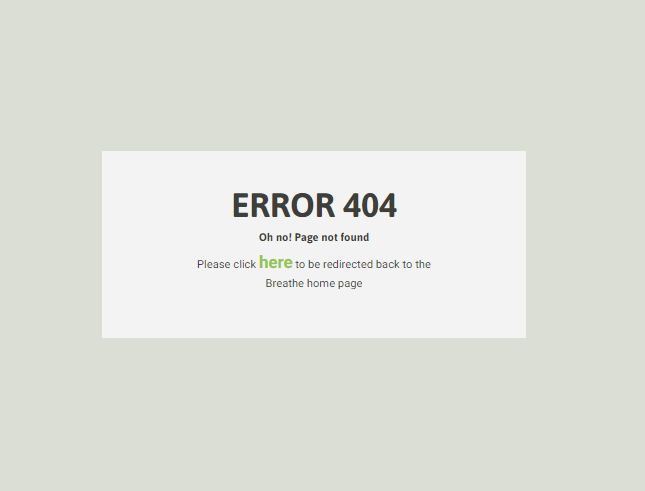 ERROR 404
Oh no! Page not found
Please click here to be redirected back to the
Breathe home page